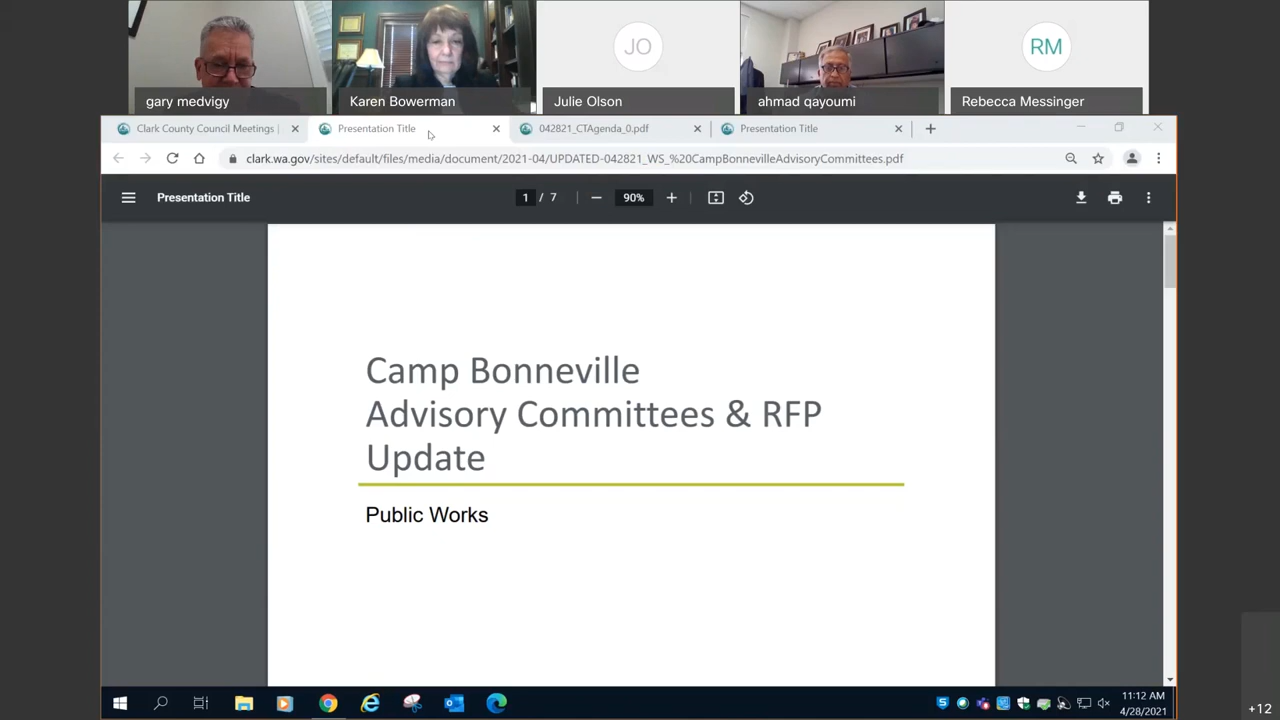 JO
RM
gary medvigy
Karen Bowerman
Julie Olson
ahmad qayoumi
Rebecca Messinger
Clark County Council Meetings |
Presentation Title
042821_CTAgenda_0.pdf
Presentation Title
clark.wa.gov/sites/default/files/media/document/2021-04/UPDATED-042821_WS_%20CampBonnevilleAdvisoryCommittees.pdf
Presentation Title
1 / 7
90%
Camp Bonneville
Advisory Committees & RFP
Update
Public Works
11:12 AM
4/28/2021
+12